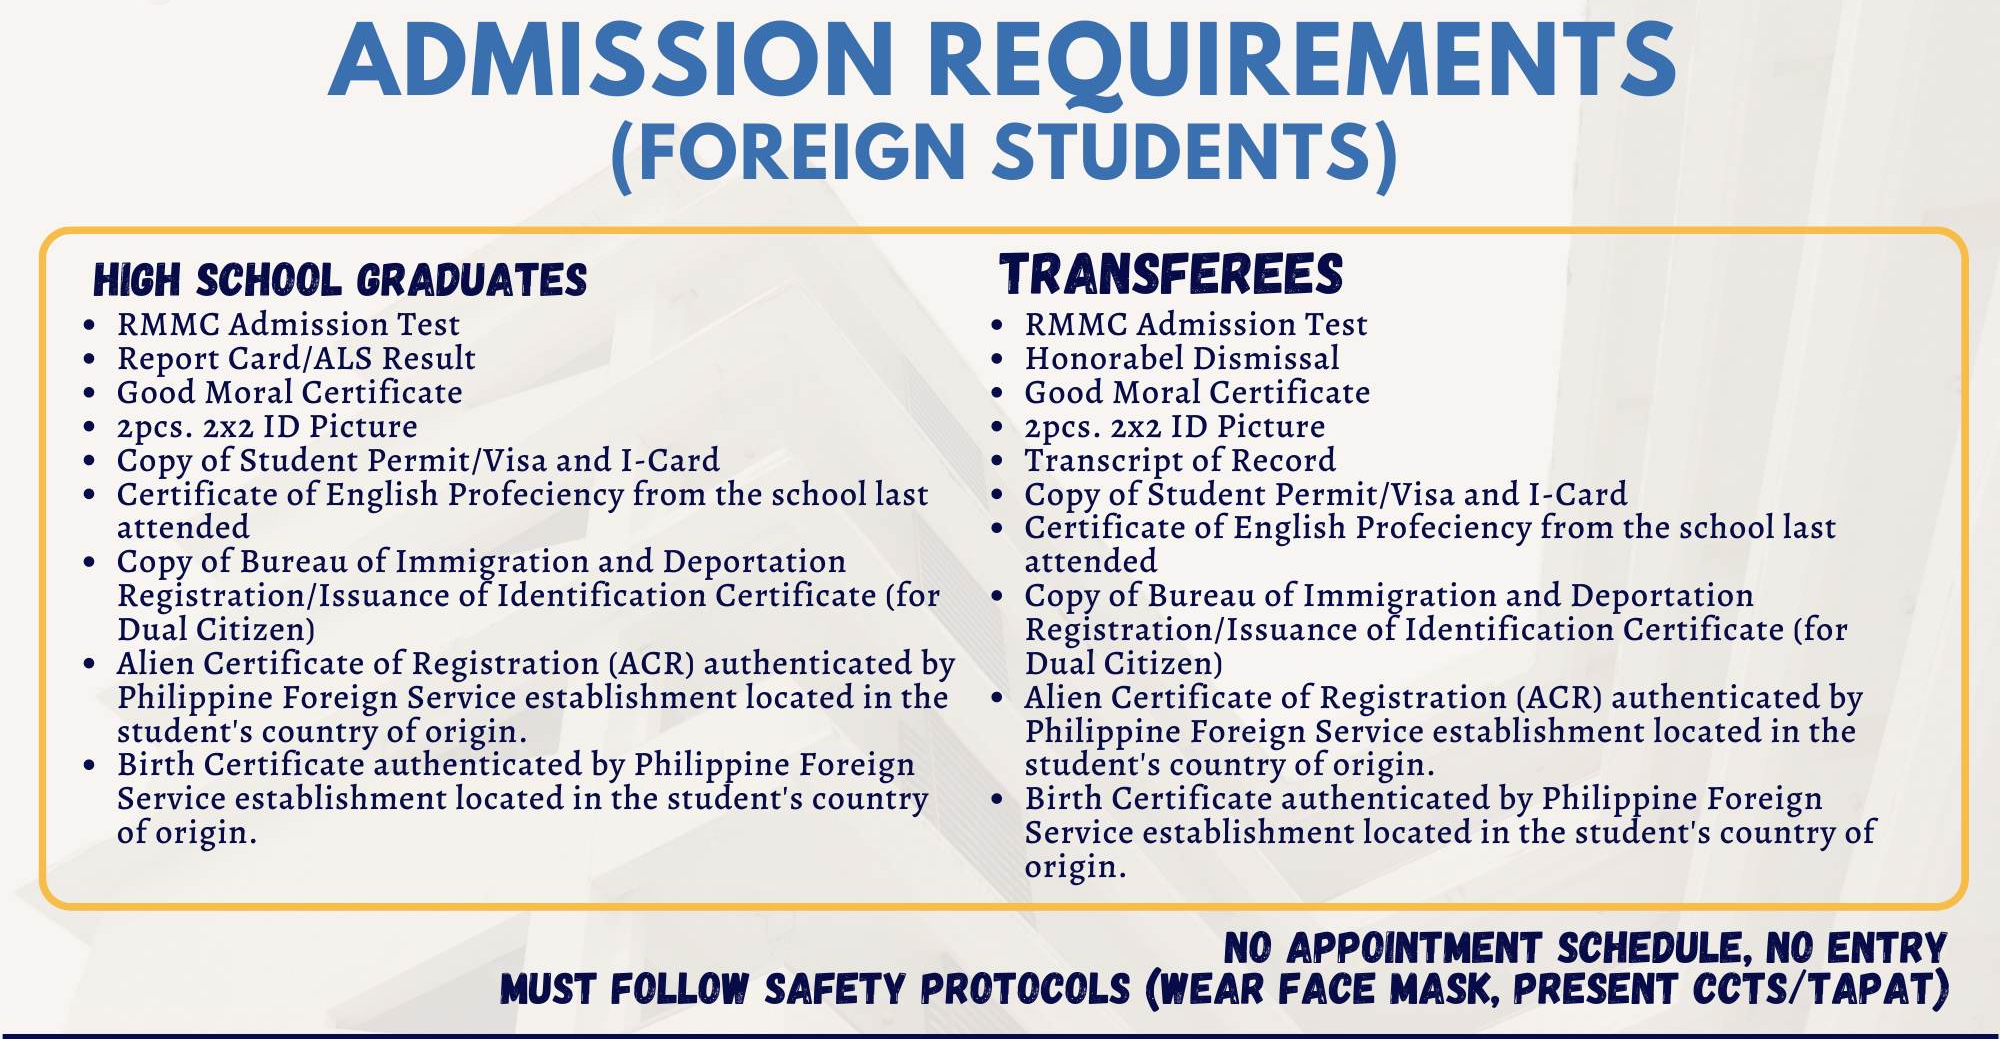 ADMISSION REQUIREMENTS
(FOREIGN STUDENTS)
HIGH SCHOOL GRADUATES
• RMMC Admission Test
• Report Card/ALS Result
• Good Moral Certificate
• 2pcs. 2x2 ID Picture
• Copy of Student Permit/Visa and I-Card
• Certificate of English Profeciency from the school last
attended
• Copy of Bureau of Immigration and Deportation
Registration/Issuance of Identification Certificate (for
Dual Citizen)
• Alien Certificate of Registration (ACR) authenticated by
Philippine Foreign Service establishment located in the
student's country of origin.
• Birth Certificate authenticated by Philippine Foreign
Service establishment located in the student's country
of origin.
TRANSFEREES
• RMMC Admission Test
• Honorabel Dismissal
• Good Moral Certificate
• 2pcs. 2x2 ID Picture
• Transcript of Record
• Copy of Student Permit/Visa and I-Card
• Certificate of English Profeciency from the school last
attended
• Copy of Bureau of Immigration and Deportation
Registration/Issuance of Identification Certificate (for
Dual Citizen)
• Alien Certificate of Registration (ACR) authenticated by
Philippine Foreign Service establishment located in the
student's country of origin.
• Birth Certificate authenticated by Philippine Foreign
Service establishment located in the student's country of
origin.
NO APPOINTMENT SCHEDULE, NO ENTRY
MUST FOLLOW SAFETY PROTOCOLS (WEAR FACE MASK, PRESENT CCTS/TAPAT)